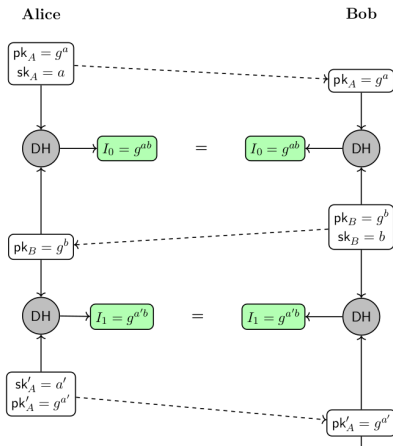 Alice Bob
pk_A = g^a
sk_A = a
pk_A = g^a
DH I_0 = g^{ab} = I_0 = g^{ab} DH
pk_B = g^b
sk_B = b
pk_B = g^b
DH I_1 = g^{a'b} = I_1 = g^{a'b} DH
sk'_A = a'
pk'_A = g^{a'}
pk'_A = g^{a'}